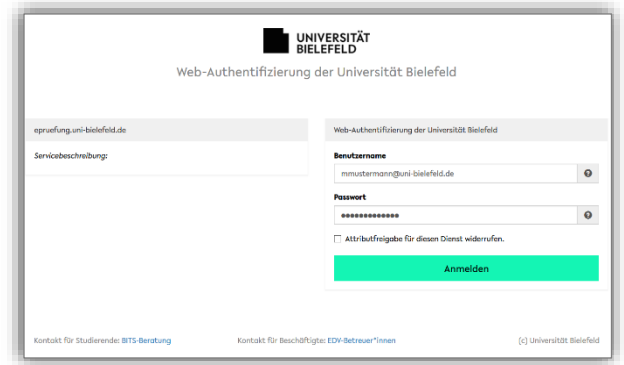 UNIVERSITÄT
BIELEFELD
Web-Authentifizierung der Universität Bielefeld
epruefung.uni-bielefeld.de
Servicebeschreibung:
Web-Authentifizierung der Universität Bielefeld
Benutzername
mmustermann@uni-bielefeld.de
Passwort
Attributfreigabe für diesen Dienst widerrufen.
Anmelden
Kontakt für Studierende: BITS-Beratung
Kontakt für Beschäftigte: EDV-Betreuer*innen
(c) Universität Bielefeld